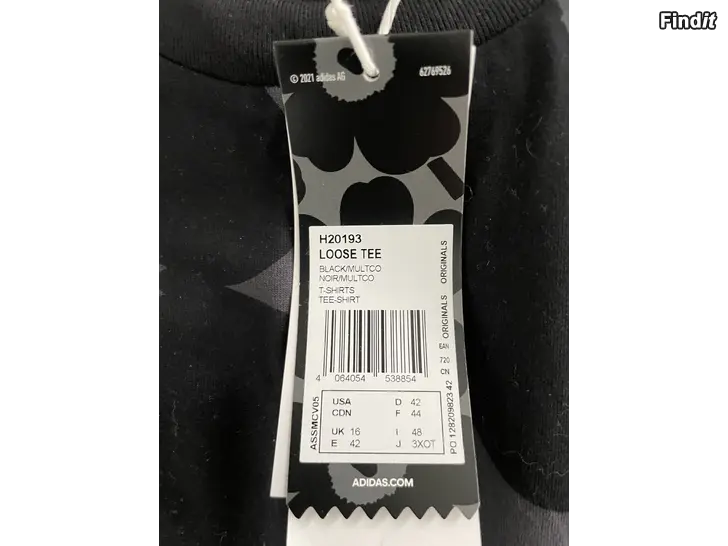 Findit
© 2021 adidas AG
62769526
H20193
LOOSE TEE
BLACK/MULTCO
NOIR/MULTCO
T-SHIRTS
TEE-SHIRT
4 064054 538854
USA
CDN
UK 16
E 42
D 42
F 44
I 48
J 3XOT
ASSMCV05
ORIGINALS ORIGINALS
EAN
720
CN
PO 128209823 42
ADIDAS.COM